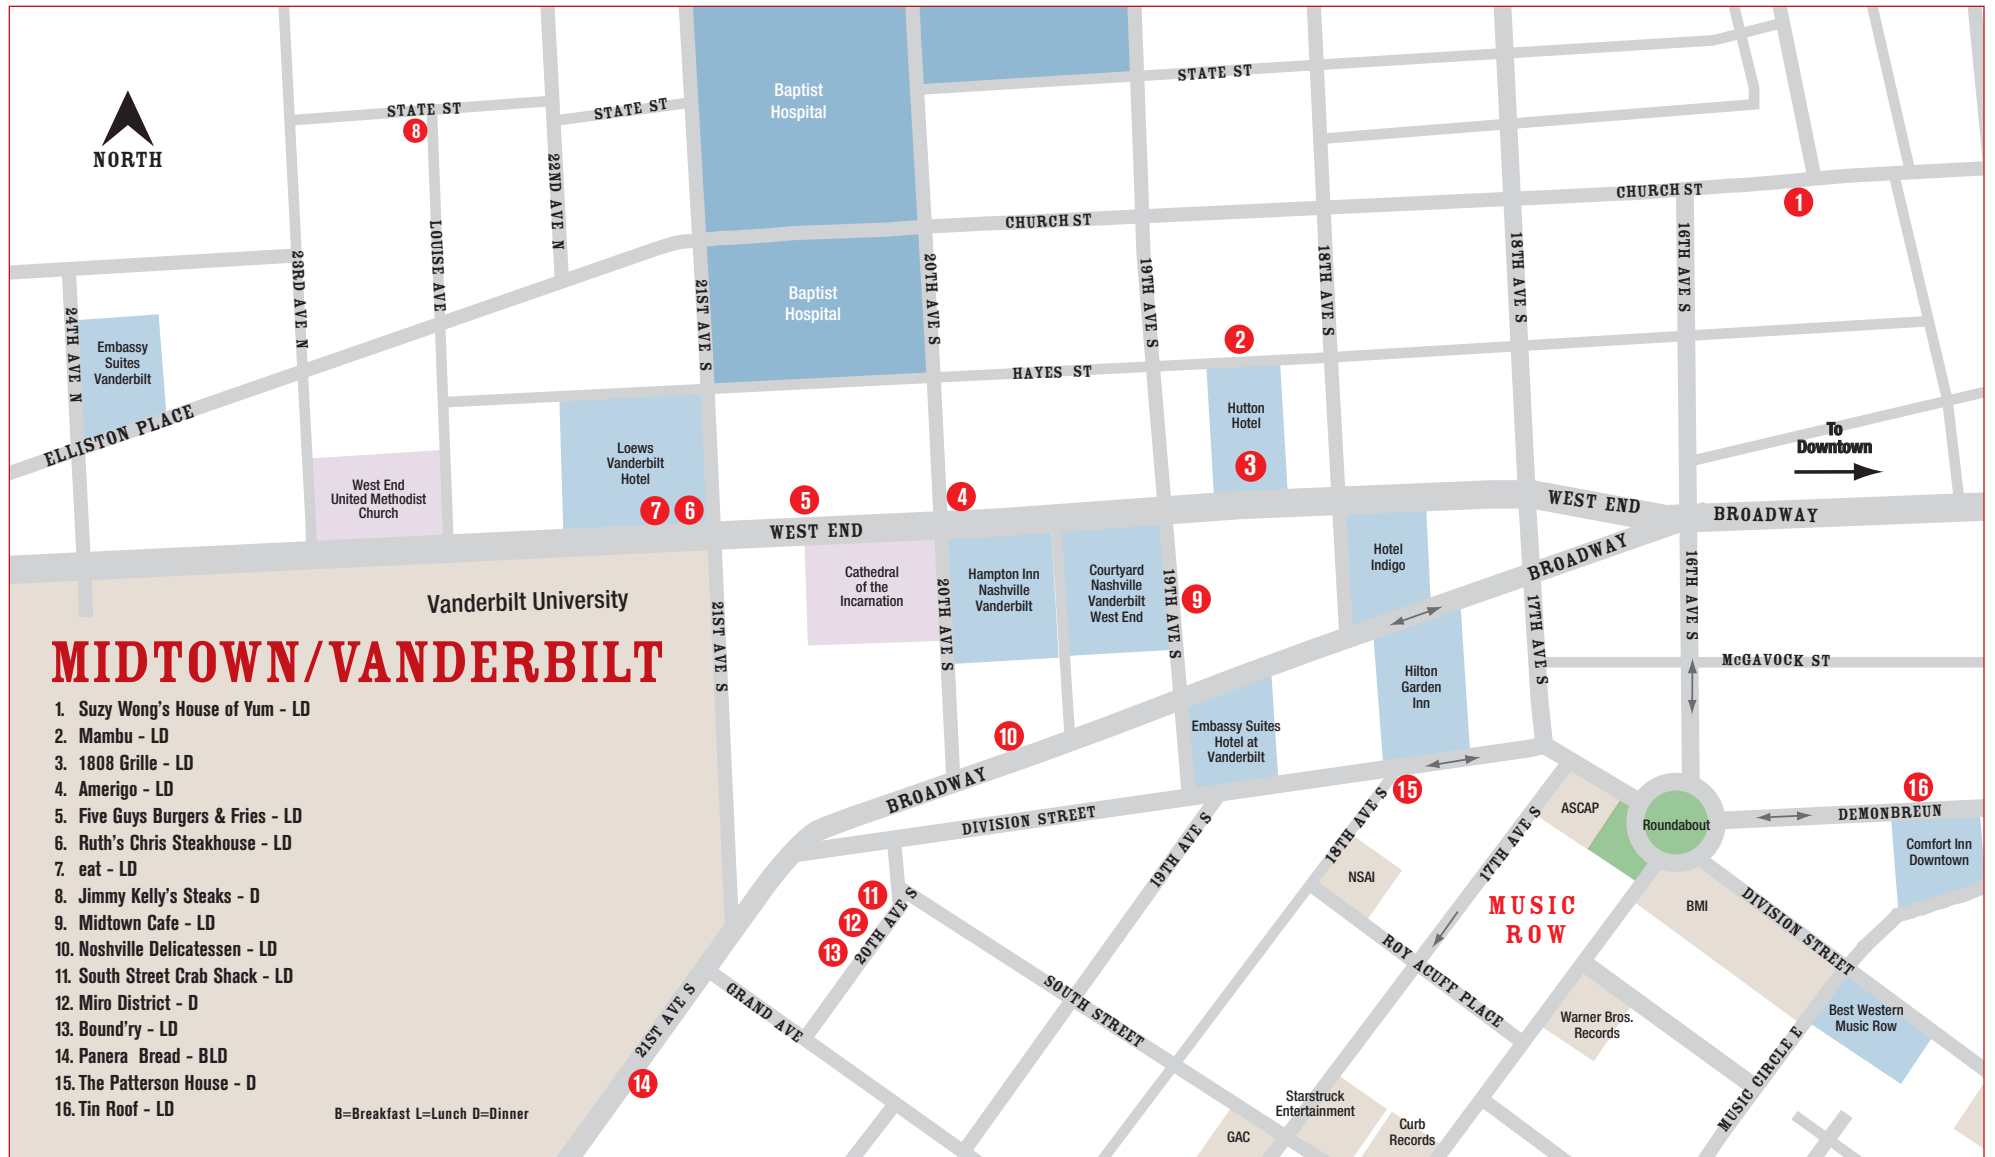 STATE ST
STATE ST
STATE ST
Baptist
Hospital
NORTH
8
22ND AVE N
LOUISE AVE
23RD AVE N
24TH AVE N
CHURCH ST
CHURCH ST
1
16TH AVE S
18TH AVE S
18TH AVE S
19TH AVE S
20TH AVE S
21ST AVE S
Baptist
Hospital
Embassy
Suites
Vanderbilt
ELLISTON PLACE
2
HAYES ST
Hutton
Hotel
3
To
Downtown
Loews
Vanderbilt
Hotel
7
6
5
4
West End
United Methodist
Church
WEST END
WEST END
BROADWAY
BROADWAY
Cathedral
of the
Incarnation
Hampton Inn
Nashville
Vanderbilt
Courtyard
Nashville
Vanderbilt
West End
Hotel
Indigo
9
21ST AVE S
20TH AVE S
19TH AVE S
17TH AVE S
16TH AVE S
McGAVOCK ST
Vanderbilt University
MIDTOWN/VANDERBILT
1. Suzy Wong's House of Yum - LD
2. Mambu - LD
3. 1808 Grille - LD
4. Amerigo - LD
5. Five Guys Burgers & Fries - LD
6. Ruth's Chris Steakhouse - LD
7. eat - LD
8. Jimmy Kelly's Steaks - D
9. Midtown Cafe - LD
10. Noshville Delicatessen - LD
11. South Street Crab Shack - LD
12. Miro District - D
13. Bound'ry - LD
14. Panera Bread - BLD
15. The Patterson House - D
16. Tin Roof - LD
B=Breakfast L=Lunch D=Dinner
Hilton
Garden
Inn
Embassy Suites
Hotel at
Vanderbilt
10
BROADWAY
DIVISION STREET
15
16
DEMONBREUN
ASCAP
Roundabout
Comfort Inn
Downtown
19TH AVE S
18TH AVE S
17TH AVE S
NSAI
MUSIC
ROW
BMI
DIVISION STREET
11
12
13
20TH AVE S
ROY ACUFF PLACE
SOUTH STREET
GRAND AVE
21ST AVE S
14
Warner Bros.
Records
Best Western
Music Row
MUSIC CIRCLE E
Starstruck
Entertainment
GAC
Curb
Records